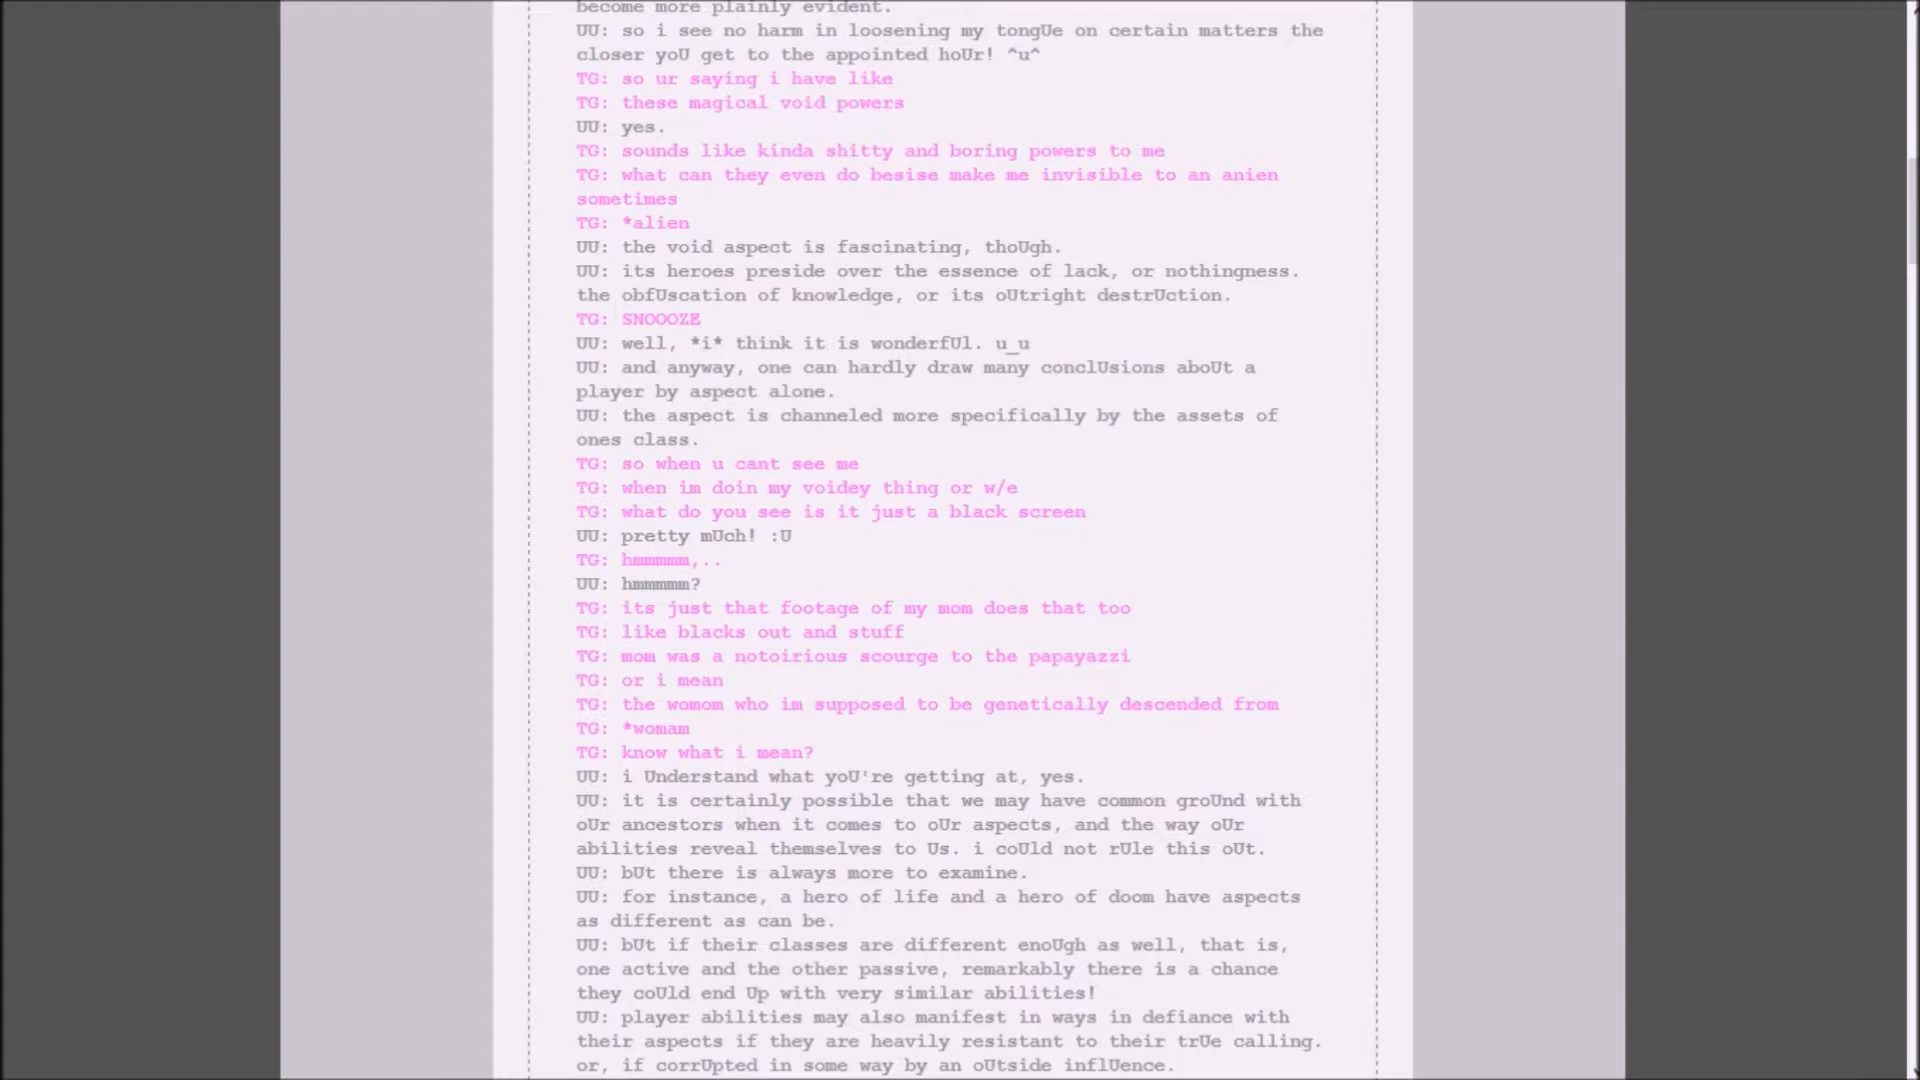 become more plainly evident.
UU: so i see no harm in loosening my tongUe on certain matters the
closer yoU get to the appointed hoUr! ^u^
TG: so ur saying i have like
TG: these magical void powers
UU: yes.
TG: sounds like kinda shitty and boring powers to me
TG: what can they even do besise make me invisible to an anien
sometimes
TG: *alien
UU: the void aspect is fascinating, thoUgh.
UU: its heroes preside over the essence of lack, or nothingness.
the obfUscation of knowledge, or its oUtright destrUction.
TG: SNOOOZE
UU: well, *i* think it is wonderfUl. u_u
UU: and anyway, one can hardly draw many conclUsions aboUt a
player by aspect alone.
UU: the aspect is channeled more specifically by the assets of
ones class.
TG: so when u cant see me
TG: when im doin my voidey thing or w/e
TG: what do you see is it just a black screen
UU: pretty mUch! :U
TG: hmmmmm,..
UU: hmmmmm?
TG: its just that footage of my mom does that too
TG: like blacks out and stuff
TG: mom was a notoirious scourge to the papayazzi
TG: or i mean
TG: the womom who im supposed to be genetically descended from
TG: *womam
TG: know what i mean?
UU: i Understand what yoU're getting at, yes.
UU: it is certainly possible that we may have common groUnd with
oUr ancestors when it comes to oUr aspects, and the way oUr
abilities reveal themselves to Us. i coUld not rUle this oUt.
UU: bUt there is always more to examine.
UU: for instance, a hero of life and a hero of doom have aspects
as different as can be.
UU: bUt if their classes are different enoUgh as well, that is,
one active and the other passive, remarkably there is a chance
they coUld end Up with very similar abilities!
UU: player abilities may also manifest in ways in defiance with
their aspects if they are heavily resistant to their trUe calling.
or, if corrUpted in some way by an oUtside inflUence.